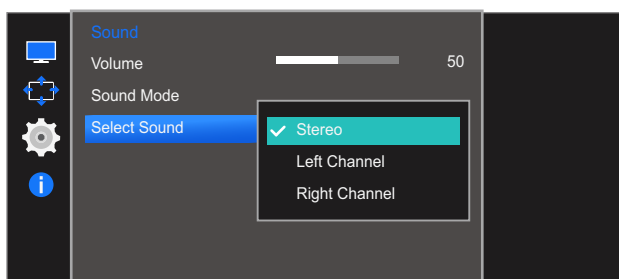 Sound
Volume 50
Sound Mode
Select Sound
Stereo
Left Channel
Right Channel